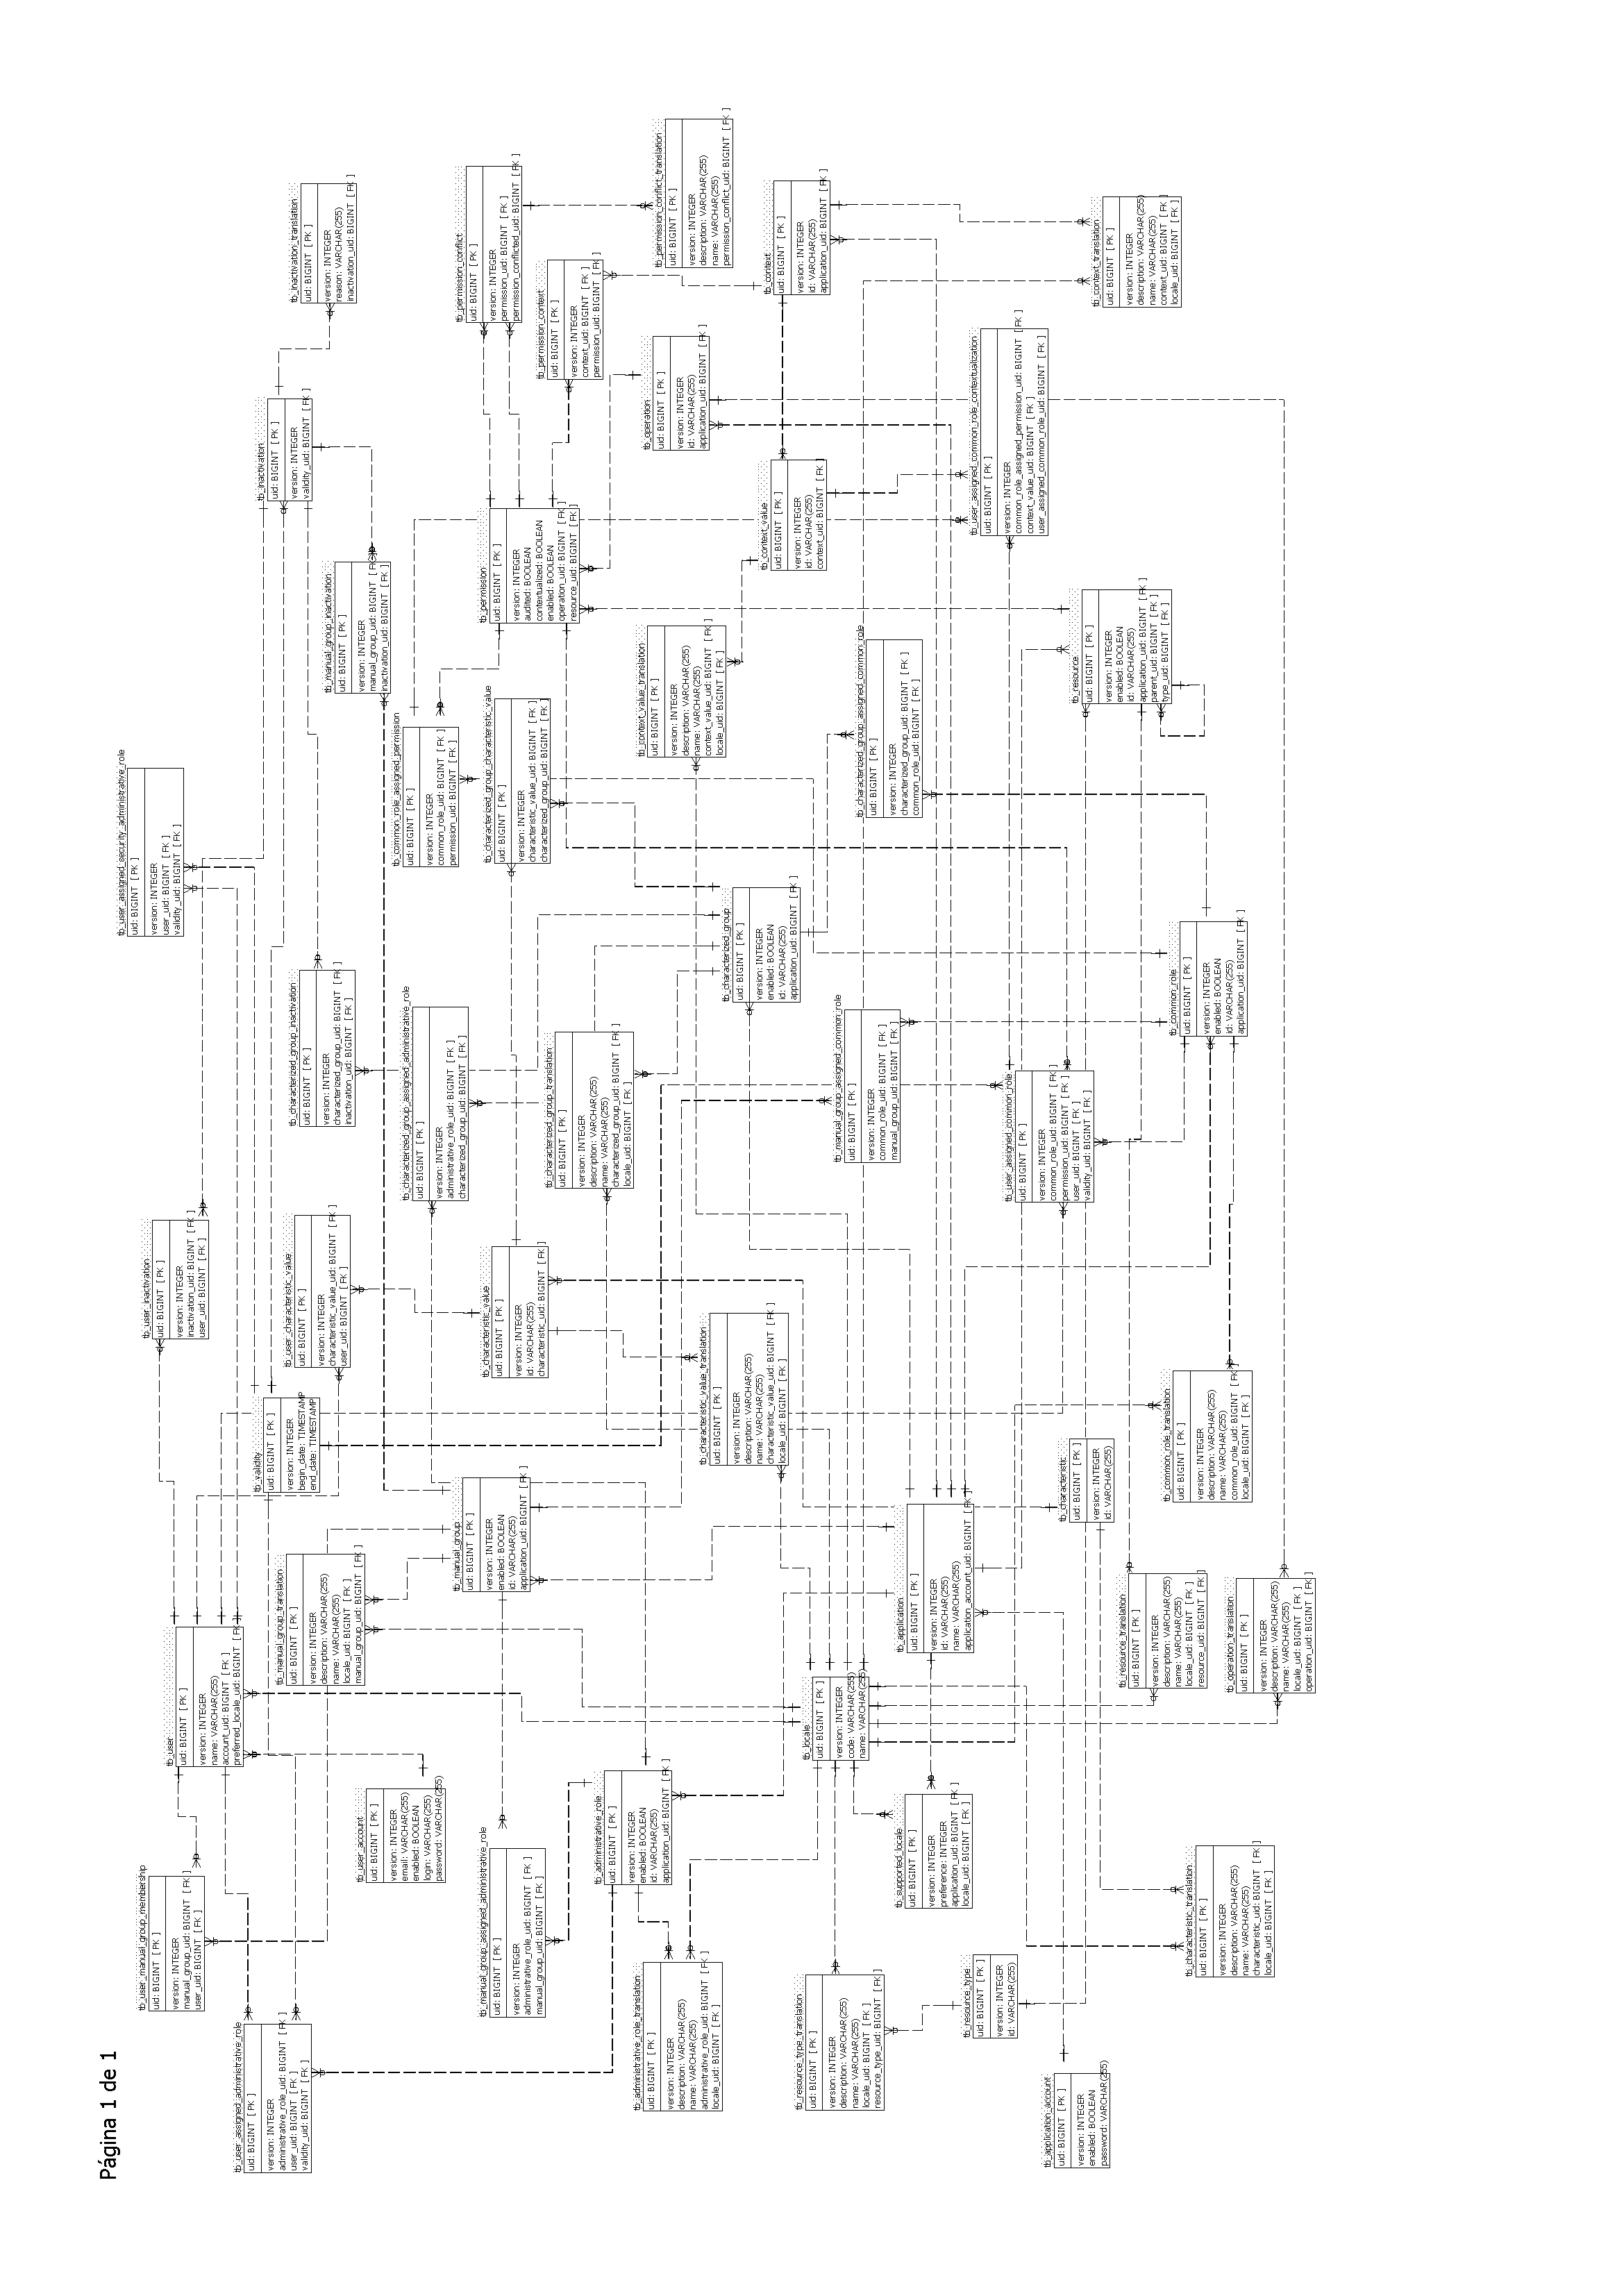 Página 1 de 1
tb_user_assigned_security_administrative_role
uid: BIGINT [ PK ]
version: INTEGER
user_uid: BIGINT [ FK ]
validity_uid: BIGINT [ FK ]
tb_user_manual_group_membership
uid: BIGINT [ PK ]
version: INTEGER
manual_group_uid: BIGINT [ FK ]
user_uid: BIGINT [ FK ]
tb_user_inactivation
uid: BIGINT [ PK ]
version: INTEGER
inactivation_uid: BIGINT [ FK ]
user_uid: BIGINT [ FK ]
tb_user
uid: BIGINT [ PK ]
version: INTEGER
name: VARCHAR(255)
account_uid: BIGINT [ FK ]
preferred_locale_uid: BIGINT [ FK ]
tb_user_assigned_administrative_role
uid: BIGINT [ PK ]
version: INTEGER
administrative_role_uid: BIGINT [ FK ]
user_uid: BIGINT [ FK ]
validity_uid: BIGINT [ FK ]
tb_validity
uid: BIGINT [ PK ]
version: INTEGER
begin_date: TIMESTAMP
end_date: TIMESTAMP
tb_inactivation
uid: BIGINT [ PK ]
version: INTEGER
validity_uid: BIGINT [ FK ]
tb_manual_group_translation
uid: BIGINT [ PK ]
version: INTEGER
description: VARCHAR(255)
name: VARCHAR(255)
locale_uid: BIGINT [ FK ]
manual_group_uid: BIGINT [ FK ]
tb_user_characteristic_value
uid: BIGINT [ PK ]
version: INTEGER
characteristic_value_uid: BIGINT [ FK ]
user_uid: BIGINT [ FK ]
tb_characterized_group_inactivation
uid: BIGINT [ PK ]
version: INTEGER
characterized_group_uid: BIGINT [ FK ]
inactivation_uid: BIGINT [ FK ]
tb_inactivation_translation
uid: BIGINT [ PK ]
version: INTEGER
reason: VARCHAR(255)
inactivation_uid: BIGINT [ FK ]
tb_manual_group_inactivation
uid: BIGINT [ PK ]
version: INTEGER
manual_group_uid: BIGINT [ FK ]
inactivation_uid: BIGINT [ FK ]
tb_user_account
uid: BIGINT [ PK ]
version: INTEGER
email: VARCHAR(255)
enabled: BOOLEAN
login: VARCHAR(255)
password: VARCHAR(255)
tb_common_role_assigned_permission
uid: BIGINT [ PK ]
version: INTEGER
common_role_uid: BIGINT [ FK ]
permission_uid: BIGINT [ FK ]
tb_characterized_group_assigned_administrative_role
uid: BIGINT [ PK ]
version: INTEGER
administrative_role_uid: BIGINT [ FK ]
characterized_group_uid: BIGINT [ FK ]
tb_manual_group
uid: BIGINT [ PK ]
version: INTEGER
enabled: BOOLEAN
id: VARCHAR(255)
application_uid: BIGINT [ FK ]
tb_permission_conflict
uid: BIGINT [ PK ]
version: INTEGER
permission_uid: BIGINT [ FK ]
permission_conflicted_uid: BIGINT [ FK ]
tb_manual_group_assigned_administrative_role
uid: BIGINT [ PK ]
version: INTEGER
administrative_role_uid: BIGINT [ FK ]
manual_group_uid: BIGINT [ FK ]
tb_characteristic_value
uid: BIGINT [ PK ]
version: INTEGER
id: VARCHAR(255)
characteristic_uid: BIGINT [ FK ]
tb_characterized_group_characteristic_value
uid: BIGINT [ PK ]
version: INTEGER
characteristic_value_uid: BIGINT [ FK ]
characterized_group_uid: BIGINT [ FK ]
tb_permission
uid: BIGINT [ PK ]
version: INTEGER
audited: BOOLEAN
contextualized: BOOLEAN
enabled: BOOLEAN
operation_uid: BIGINT [ FK ]
resource_uid: BIGINT [ FK ]
tb_permission_context
uid: BIGINT [ PK ]
version: INTEGER
context_uid: BIGINT [ FK ]
permission_uid: BIGINT [ FK ]
tb_characterized_group_translation
uid: BIGINT [ PK ]
version: INTEGER
description: VARCHAR(255)
name: VARCHAR(255)
characterized_group_uid: BIGINT [ FK ]
locale_uid: BIGINT [ FK ]
tb_administrative_role
uid: BIGINT [ PK ]
version: INTEGER
enabled: BOOLEAN
id: VARCHAR(255)
application_uid: BIGINT [ FK ]
tb_administrative_role_translation
uid: BIGINT [ PK ]
version: INTEGER
description: VARCHAR(255)
name: VARCHAR(255)
administrative_role_uid: BIGINT [ FK ]
locale_uid: BIGINT [ FK ]
tb_context_value_translation
uid: BIGINT [ PK ]
version: INTEGER
description: VARCHAR(255)
name: VARCHAR(255)
context_value_uid: BIGINT [ FK ]
locale_uid: BIGINT [ FK ]
tb_operation
uid: BIGINT [ PK ]
version: INTEGER
id: VARCHAR(255)
application_uid: BIGINT [ FK ]
tb_permission_conflict_translation
uid: BIGINT [ PK ]
version: INTEGER
description: VARCHAR(255)
name: VARCHAR(255)
permission_conflict_uid: BIGINT [ FK ]
tb_characteristic_value_translation
uid: BIGINT [ PK ]
version: INTEGER
description: VARCHAR(255)
name: VARCHAR(255)
characteristic_value_uid: BIGINT [ FK ]
locale_uid: BIGINT [ FK ]
tb_characterized_group
uid: BIGINT [ PK ]
version: INTEGER
enabled: BOOLEAN
id: VARCHAR(255)
application_uid: BIGINT [ FK ]
tb_context_value
uid: BIGINT [ PK ]
version: INTEGER
id: VARCHAR(255)
context_uid: BIGINT [ FK ]
tb_context
uid: BIGINT [ PK ]
version: INTEGER
id: VARCHAR(255)
application_uid: BIGINT [ FK ]
tb_resource_type_translation
uid: BIGINT [ PK ]
version: INTEGER
description: VARCHAR(255)
name: VARCHAR(255)
locale_uid: BIGINT [ FK ]
resource_type_uid: BIGINT [ FK ]
tb_locale
uid: BIGINT [ PK ]
version: INTEGER
code: VARCHAR(255)
name: VARCHAR(255)
tb_manual_group_assigned_common_role
uid: BIGINT [ PK ]
version: INTEGER
common_role_uid: BIGINT [ FK ]
manual_group_uid: BIGINT [ FK ]
tb_characterized_group_assigned_common_role
uid: BIGINT [ PK ]
version: INTEGER
characterized_group_uid: BIGINT [ FK ]
common_role_uid: BIGINT [ FK ]
tb_supported_locale
uid: BIGINT [ PK ]
version: INTEGER
preference: INTEGER
application_uid: BIGINT [ FK ]
locale_uid: BIGINT [ FK ]
tb_application
uid: BIGINT [ PK ]
version: INTEGER
id: VARCHAR(255)
name: VARCHAR(255)
application_account_uid: BIGINT [ FK ]
tb_resource_type
uid: BIGINT [ PK ]
version: INTEGER
id: VARCHAR(255)
tb_user_assigned_common_role_contextualization
uid: BIGINT [ PK ]
version: INTEGER
common_role_assigned_permission_uid: BIGINT [ FK ]
context_value_uid: BIGINT [ FK ]
user_assigned_common_role_uid: BIGINT [ FK ]
tb_user_assigned_common_role
uid: BIGINT [ PK ]
version: INTEGER
common_role_uid: BIGINT [ FK ]
permission_uid: BIGINT [ FK ]
user_uid: BIGINT [ FK ]
validity_uid: BIGINT [ FK ]
tb_application_account
uid: BIGINT [ PK ]
version: INTEGER
enabled: BOOLEAN
password: VARCHAR(255)
tb_characteristic
uid: BIGINT [ PK ]
version: INTEGER
id: VARCHAR(255)
tb_resource
uid: BIGINT [ PK ]
version: INTEGER
enabled: BOOLEAN
id: VARCHAR(255)
application_uid: BIGINT [ FK ]
parent_uid: BIGINT [ FK ]
type_uid: BIGINT [ FK ]
tb_context_translation
uid: BIGINT [ PK ]
version: INTEGER
description: VARCHAR(255)
name: VARCHAR(255)
context_uid: BIGINT [ FK ]
locale_uid: BIGINT [ FK ]
tb_resource_translation
uid: BIGINT [ PK ]
version: INTEGER
description: VARCHAR(255)
name: VARCHAR(255)
locale_uid: BIGINT [ FK ]
resource_uid: BIGINT [ FK ]
tb_common_role_translation
uid: BIGINT [ PK ]
version: INTEGER
description: VARCHAR(255)
name: VARCHAR(255)
common_role_uid: BIGINT [ FK ]
locale_uid: BIGINT [ FK ]
tb_common_role
uid: BIGINT [ PK ]
version: INTEGER
enabled: BOOLEAN
id: VARCHAR(255)
application_uid: BIGINT [ FK ]
tb_characteristic_translation
uid: BIGINT [ PK ]
version: INTEGER
description: VARCHAR(255)
name: VARCHAR(255)
characteristic_uid: BIGINT [ FK ]
locale_uid: BIGINT [ FK ]
tb_operation_translation
uid: BIGINT [ PK ]
version: INTEGER
description: VARCHAR(255)
name: VARCHAR(255)
locale_uid: BIGINT [ FK ]
operation_uid: BIGINT [ FK ]